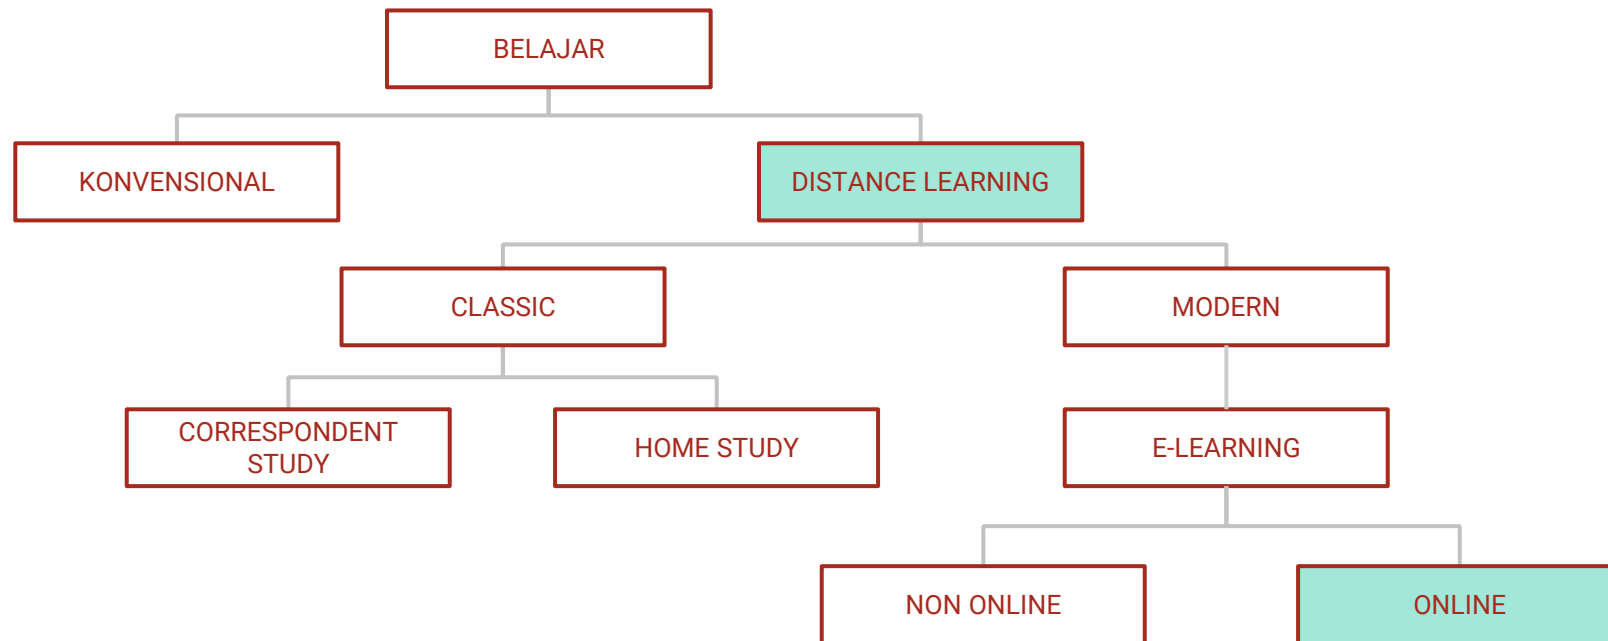 BELAJAR
KONVENSIONAL
DISTANCE LEARNING
CLASSIC
MODERN
CORRESPONDENT
STUDY
HOME STUDY
E-LEARNING
NON ONLINE
ONLINE